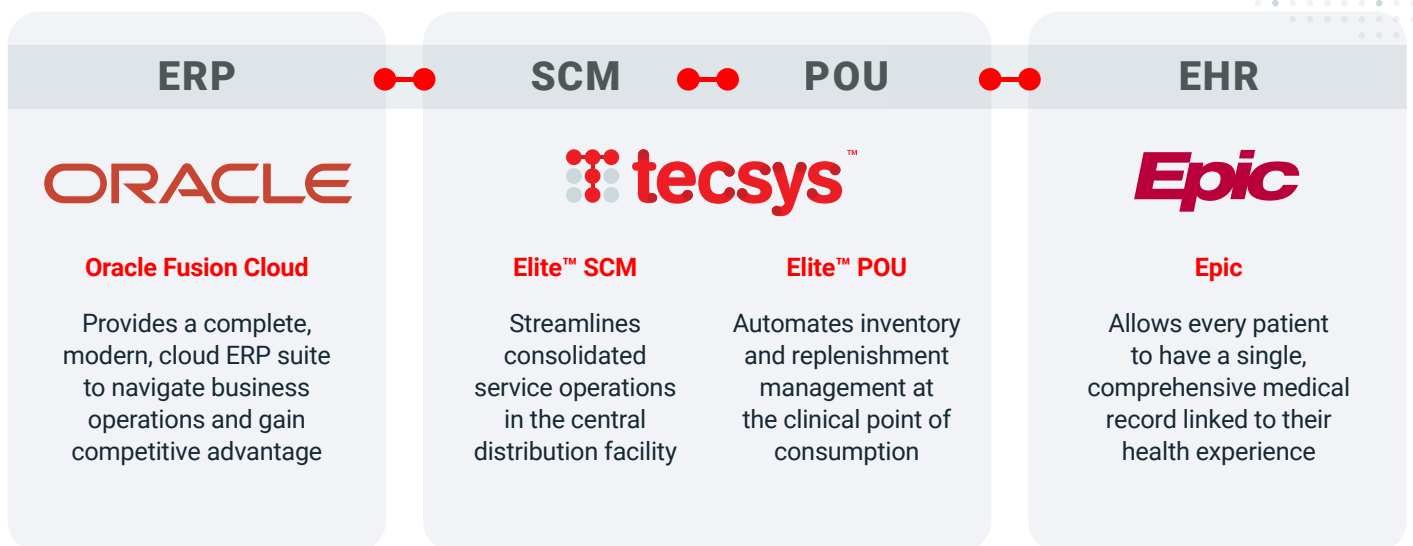 ERP
SCM
POU
EHR
ORACLE
tecsys™
Epic
Oracle Fusion Cloud
Provides a complete,
modern, cloud ERP suite
to navigate business
operations and gain
competitive advantage
Elite™ SCM
Streamlines
consolidated
service operations
in the central
distribution facility
Elite™ POU
Automates inventory
and replenishment
management at
the clinical point of
consumption
Epic
Allows every patient
to have a single,
comprehensive medical
record linked to their
health experience